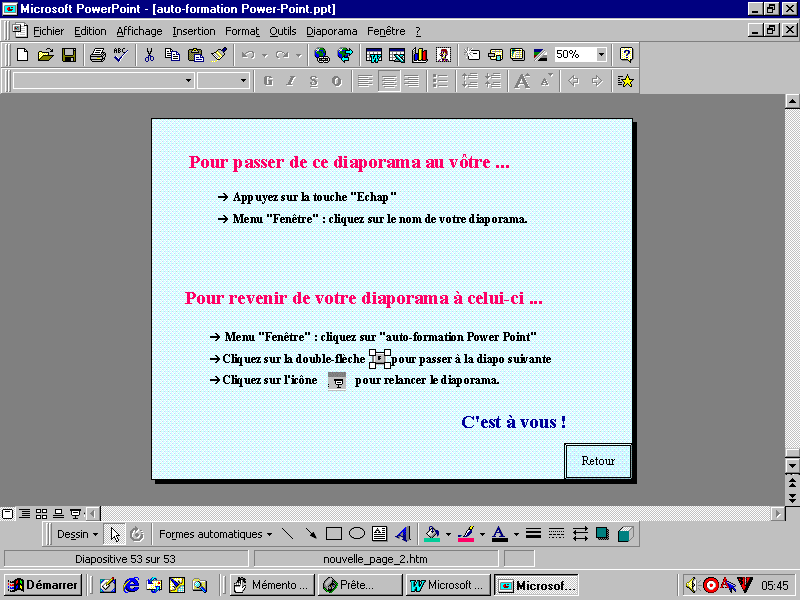 Microsoft PowerPoint - [auto-formation Power-Point.ppt]
Fichier Edition Affichage Insertion Format Outils Diaporama Fenêtre ?
ABC 50% ?
G I S O A A
Pour passer de ce diaporama au vôtre ...
→ Appuyez sur la touche "Echap"
→ Menu "Fenêtre" : cliquez sur le nom de votre diaporama.
Pour revenir de votre diaporama à celui-ci ...
→ Menu "Fenêtre" : cliquez sur "auto-formation Power Point"
→ Cliquez sur la double-flèche pour passer à la diapo suivante
→ Cliquez sur l'icône pour relancer le diaporama.
C'est à vous !
Retour
Dessin Formes automatiques
Diapositive 53 sur 53 nouvelle_page_2.htm
Démarrer Mémento ... Prête... Microsoft ... Microsof... 05:45